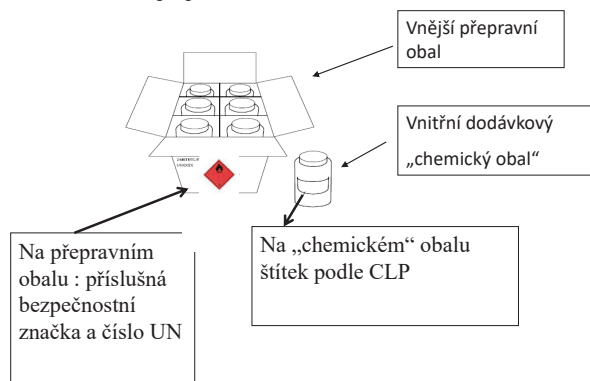 Vnější přepravní
obal
Vnitřní dodávkový
„chemický obal“
Na přepravním
obalu : příslušná
bezpečnostní
značka a číslo UN
Na „chemickém“ obalu
štítek podle CLP